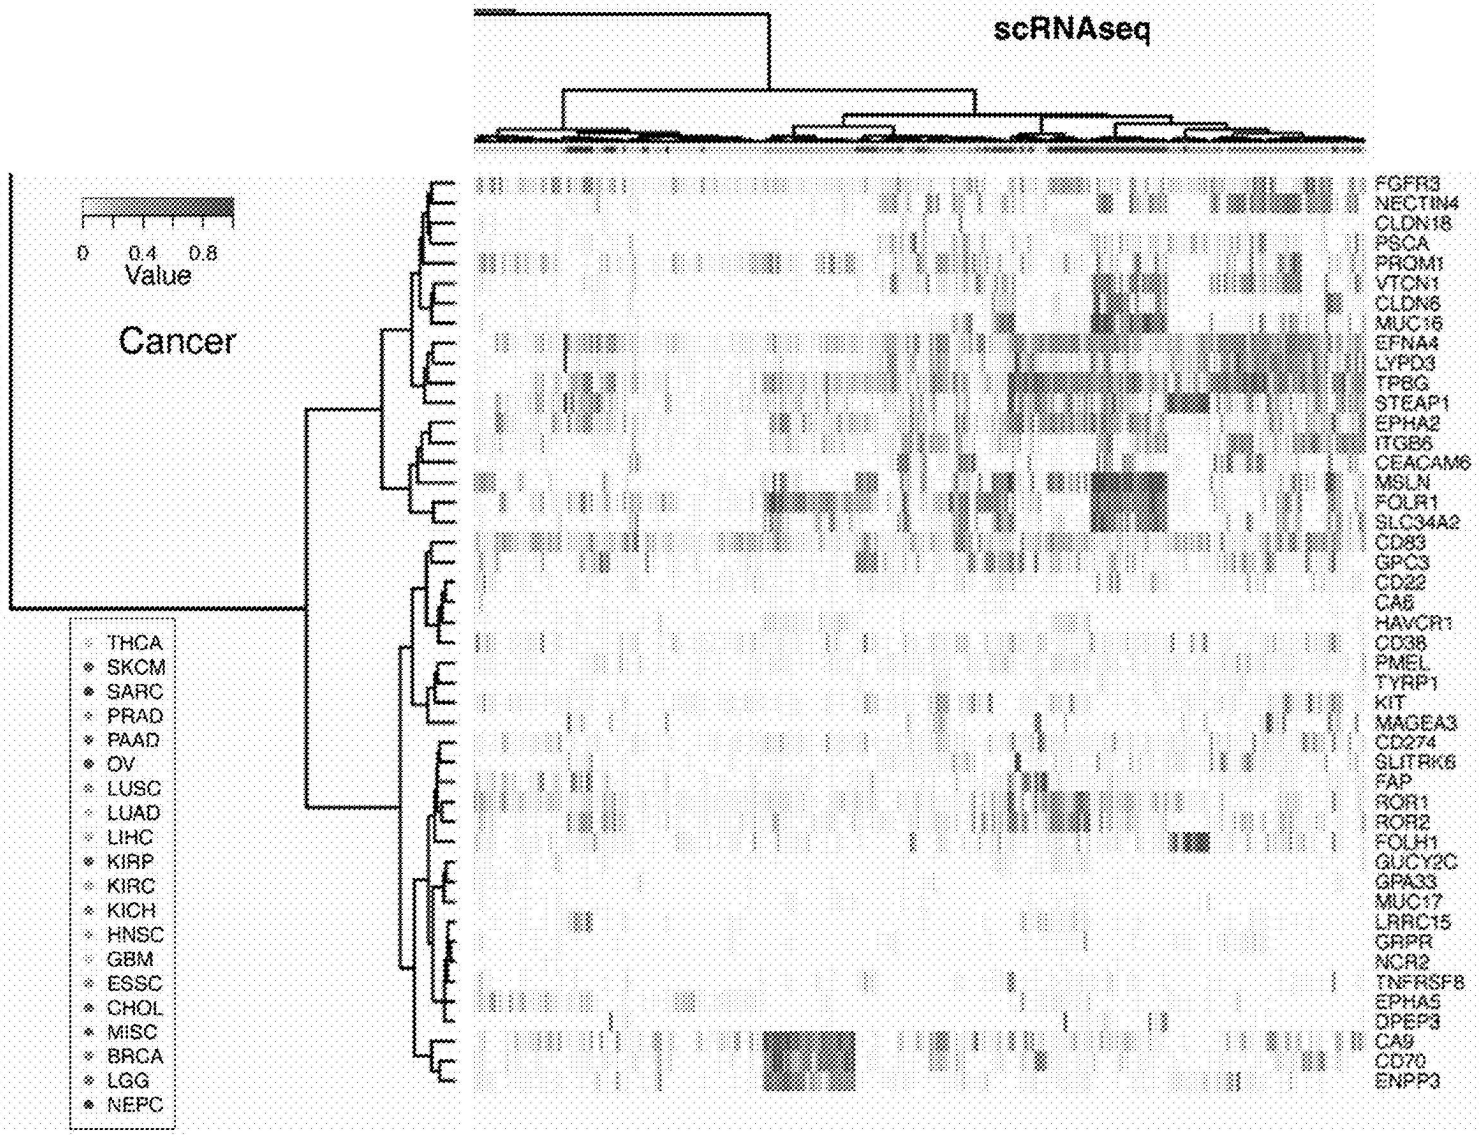 scRNAseq
0 0.4 0.8
Value
Cancer
FGFR3
NECTIN4
CLDN18
PSCA
PROM1
VTCN1
CLDN6
MUC16
EFNA4
LYPD3
TPBG
STEAP1
EPHA2
ITGB6
CEACAM6
MSLN
FOLR1
SLC34A2
CD83
GPC3
CD22
CA6
HAVCR1
CD38
PMEL
TYRP1
KIT
MAGEA3
CD274
SLITRK6
FAP
ROR1
ROR2
FOLH1
GUCY2C
GPA33
MUC17
LRRC15
GRPR
NCR2
TNFRSF8
EPHA5
DPEP3
CA9
CD70
ENPP3
THCA
SKCM
SARC
PRAD
PAAD
OV
LUSC
LUAD
LIHC
KIRP
KIRC
KICH
HNSC
GBM
ESSC
CHOL
MISC
BRCA
LGG
NEPC